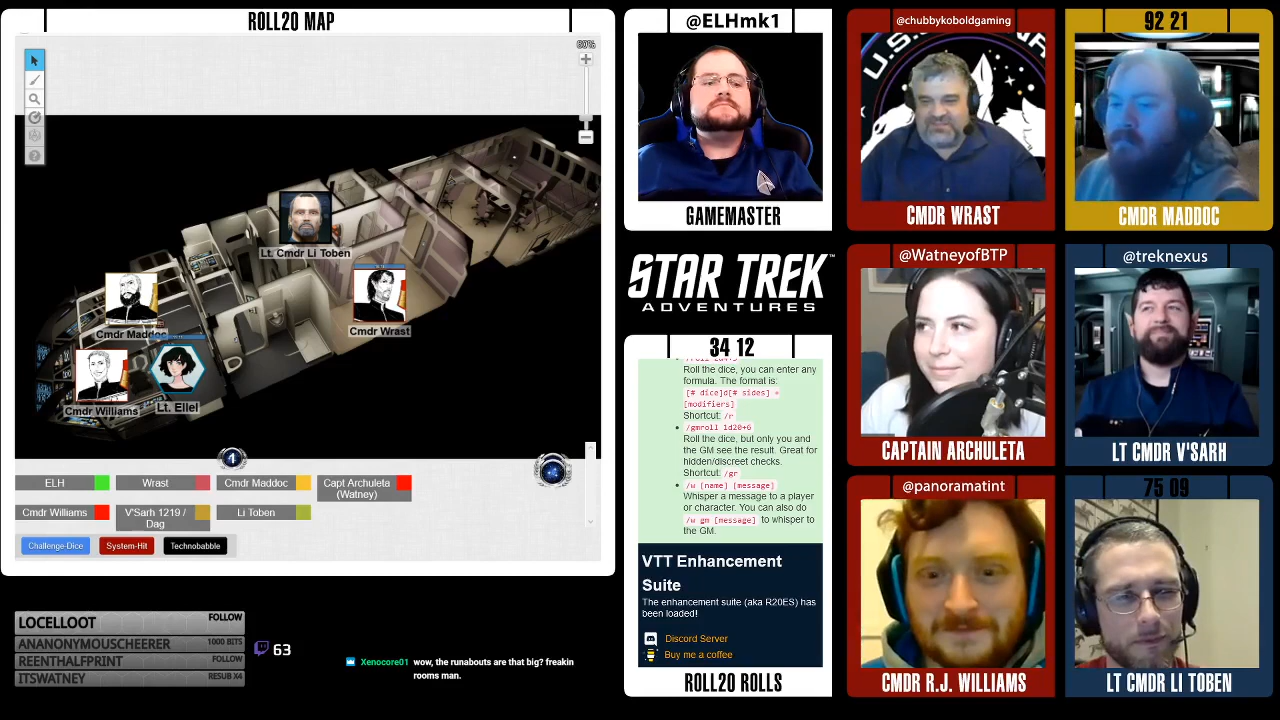 ROLL20 MAP
80%
Lt. Cmdr Li Toben
Cmdr Wrast
Cmdr Maddoc
Cmdr Williams
Lt. Ellel
4
ELH
Wrast
Cmdr Maddoc
Capt Archuleta
(Watney)
Cmdr Williams
V'Sarh 1219 /
Dag
Li Toben
Challenge-Dice
System-Hit
Technobabble
LOCELLOOT FOLLOW
ANANONYMOUSCHEERER 1000 BITS
REENTHALFPRINT FOLLOW
ITSWATNEY RESUB X4
63
Xenocore01 wow, the runabouts are that big? freakin
rooms man.
@ELHmk1
GAMEMASTER
STAR TREK™
ADVENTURES
34 12
Roll the dice, you can enter any
formula. The format is:
[# dice]d[# sides] +
[modifiers]
Shortcut: /r
/gmroll 1d20+6
Roll the dice, but only you and
the GM see the result. Great for
hidden/discreet checks.
Shortcut: /gr
/w [name] [message]
Whisper a message to a player
or character. You can also do
/w gm [message] to whisper to
the GM.
VTT Enhancement
Suite
The enhancement suite (aka R20ES) has
been loaded!
Discord Server
Buy me a coffee
ROLL20 ROLLS
@chubbykoboldgaming
U.S.
CMDR WRAST
92 21
CMDR MADDOC
@WatneyofBTP
CAPTAIN ARCHULETA
@treknexus
LT CMDR V'SARH
@panoramatint
CMDR R.J. WILLIAMS
75 09
LT CMDR LI TOBEN